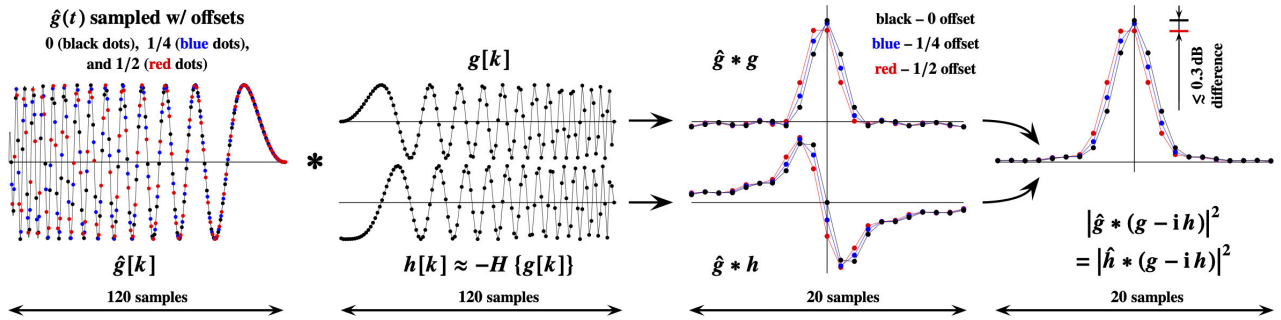 ĝ(t) sampled w/ offsets
0 (black dots), 1/4 (blue dots),
and 1/2 (red dots)
ĝ[k]
120 samples
*
g[k]
h[k] ≈ −H {g[k]}
120 samples
ĝ * g
black – 0 offset
blue – 1/4 offset
red – 1/2 offset
ĝ * h
20 samples
≲ 0.3 dB
difference
|ĝ * (g − i h)|²
= |ĥ * (g − i h)|²
20 samples